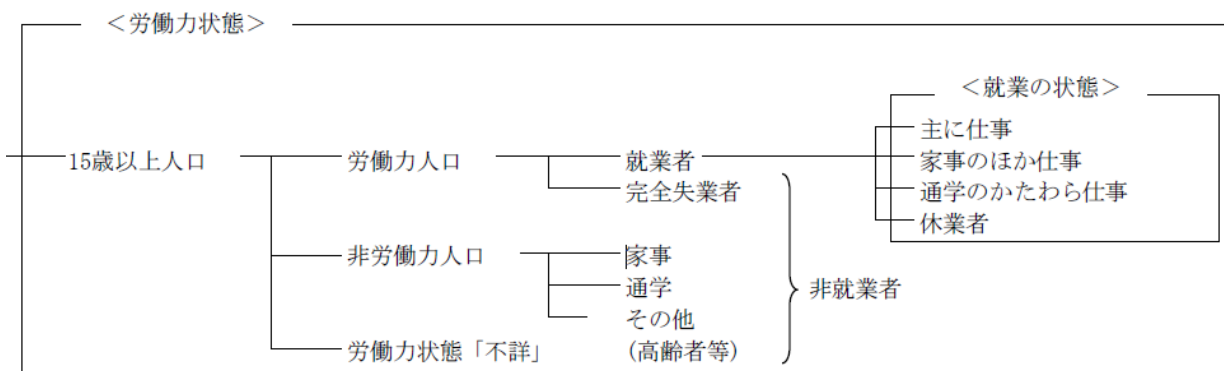 ＜労働力状態＞
＜就業の状態＞
主に仕事
15歳以上人口
労働力人口
就業者
家事のほか仕事
完全失業者
通学のかたわら仕事
休業者
非労働力人口
家事
通学
非就業者
その他
労働力状態「不詳」
(高齢者等)